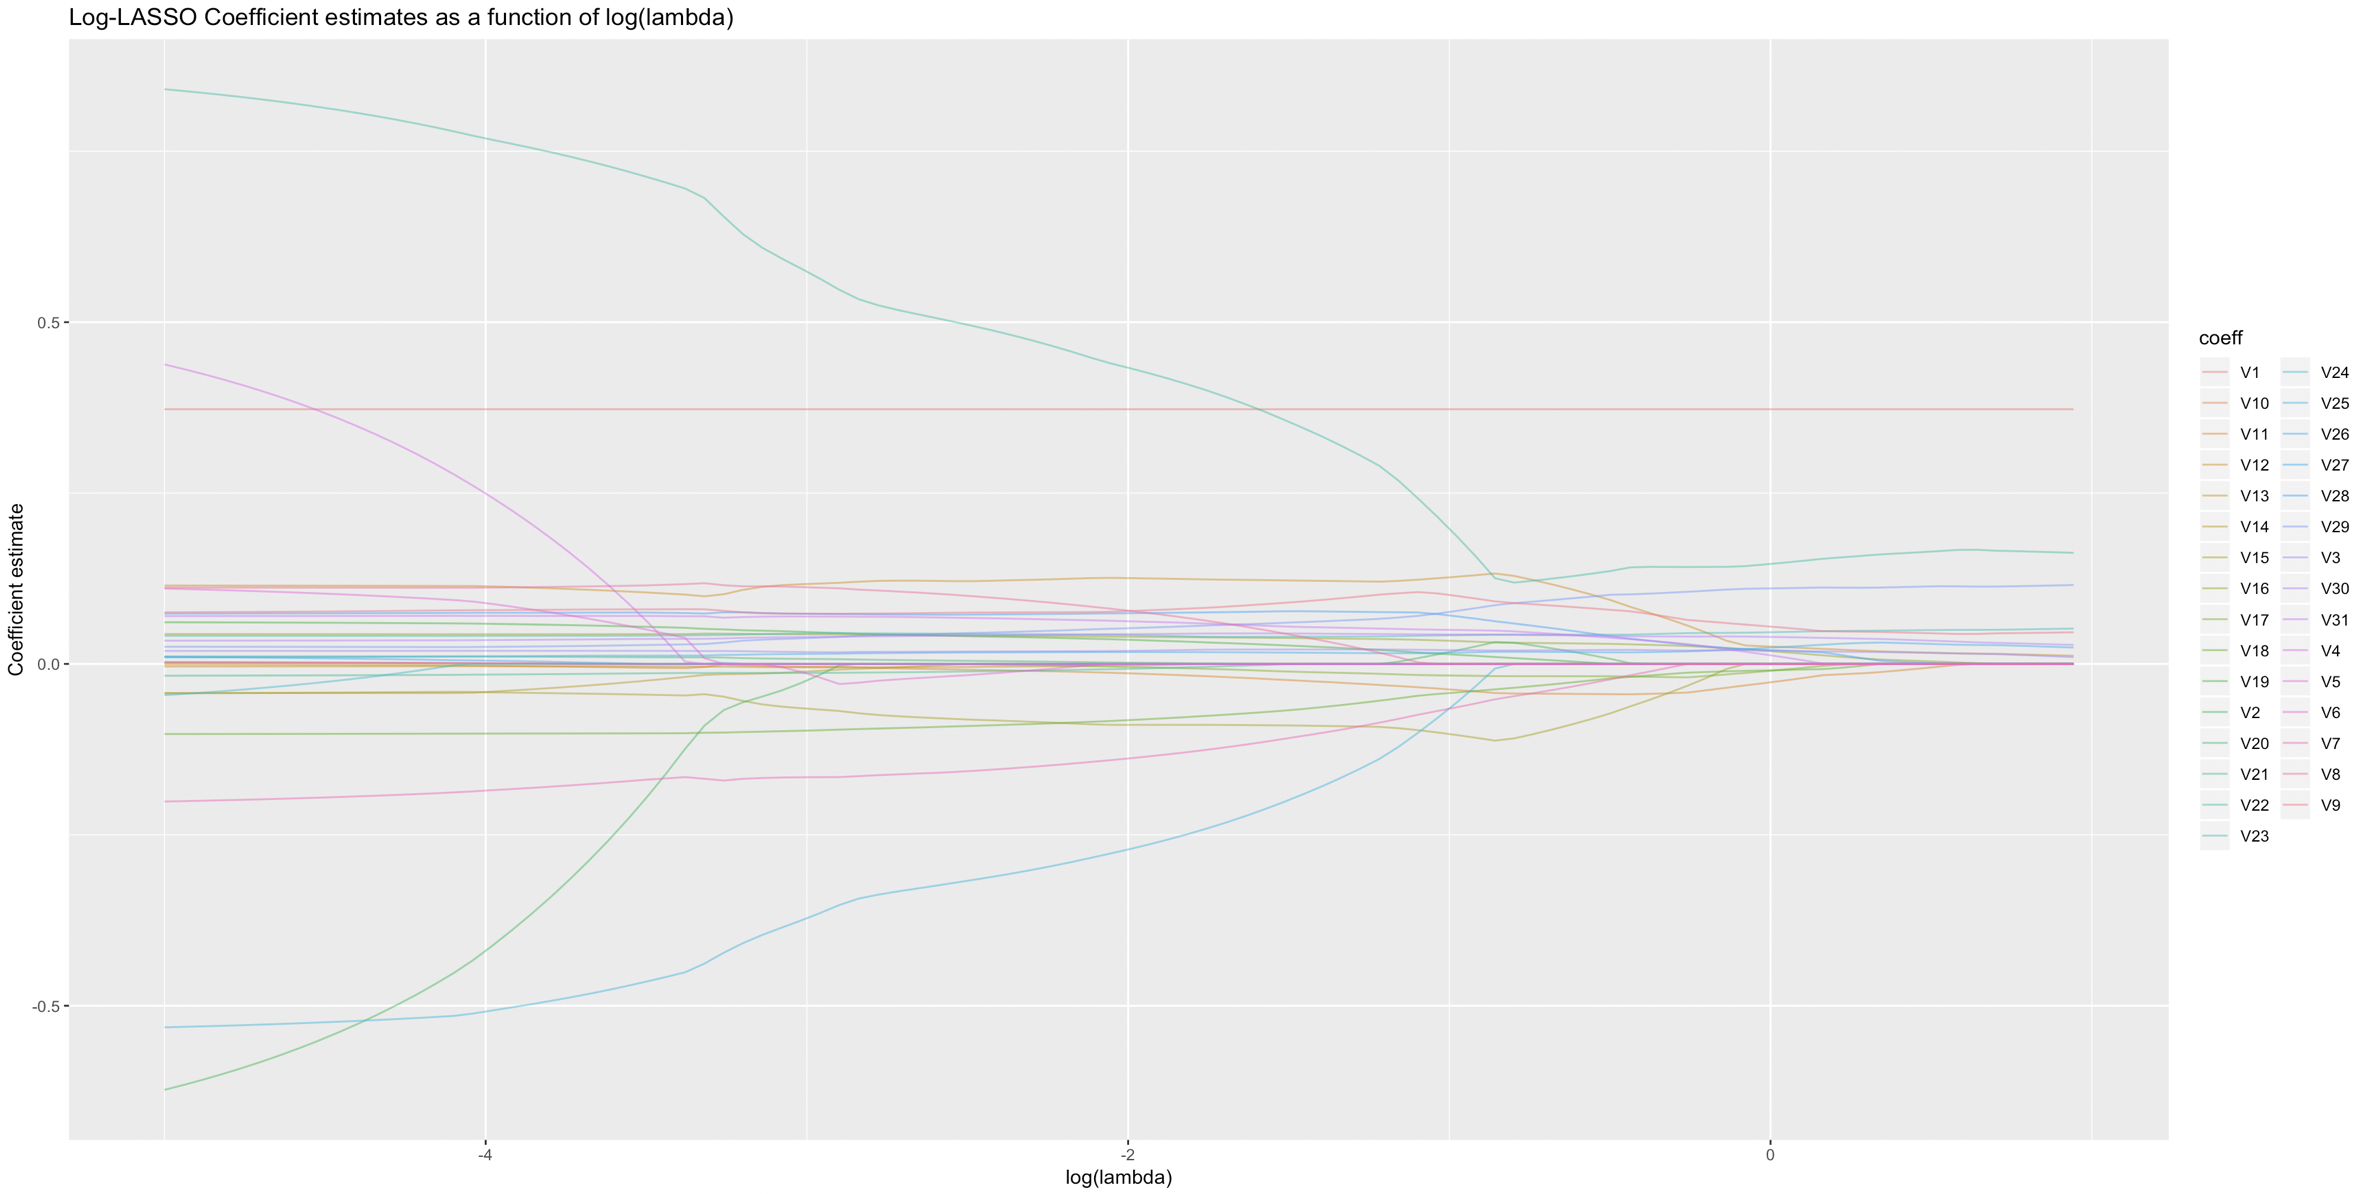 Log-LASSO Coefficient estimates as a function of log(lambda)
Coefficient estimate
0.5
0.0
-0.5
-4
-2
0
log(lambda)
coeff
V1
V10
V11
V12
V13
V14
V15
V16
V17
V18
V19
V2
V20
V21
V22
V23
V24
V25
V26
V27
V28
V29
V3
V30
V31
V4
V5
V6
V7
V8
V9